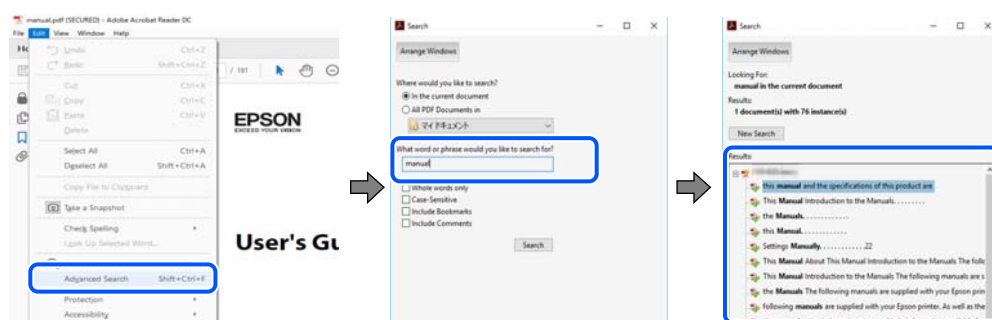 manual.pdf (SECURED) - Adobe Acrobat Reader DC
File Edit View Window Help
Undo Ctrl+Z
Redo Shift+Ctrl+Z
Cut Ctrl+X
Copy Ctrl+C
Paste Ctrl+V
Delete
Select All Ctrl+A
Deselect All Shift+Ctrl+A
Copy File to Clipboard
Take a Snapshot
Check Spelling
Look Up Selected Word...
Advanced Search Shift+Ctrl+F
Protection
Accessibility
/ 181
EPSON
EXCEED YOUR VISION
User's Gu
Search
Arrange Windows
Where would you like to search?
In the current document
All PDF Documents in
マイ ドキュメント
What word or phrase would you like to search for?
manual
Whole words only
Case-Sensitive
Include Bookmarks
Include Comments
Search
Search
Arrange Windows
Looking For:
manual in the current document
Results:
1 document(s) with 76 instance(s)
New Search
Results:
this manual and the specifications of this product are
This Manual Introduction to the Manuals. . . . . . . . .
the Manuals. . . . . . . . . . . . .
this Manual. . . . . . . . . . . . .
Settings Manually. . . . . . . . . . . . .22
This Manual About This Manual Introduction to the Manuals The follo
This Manual Introduction to the Manuals The following manuals are s
the Manuals The following manuals are supplied with your Epson prin
following manuals are supplied with your Epson printer. As well as the